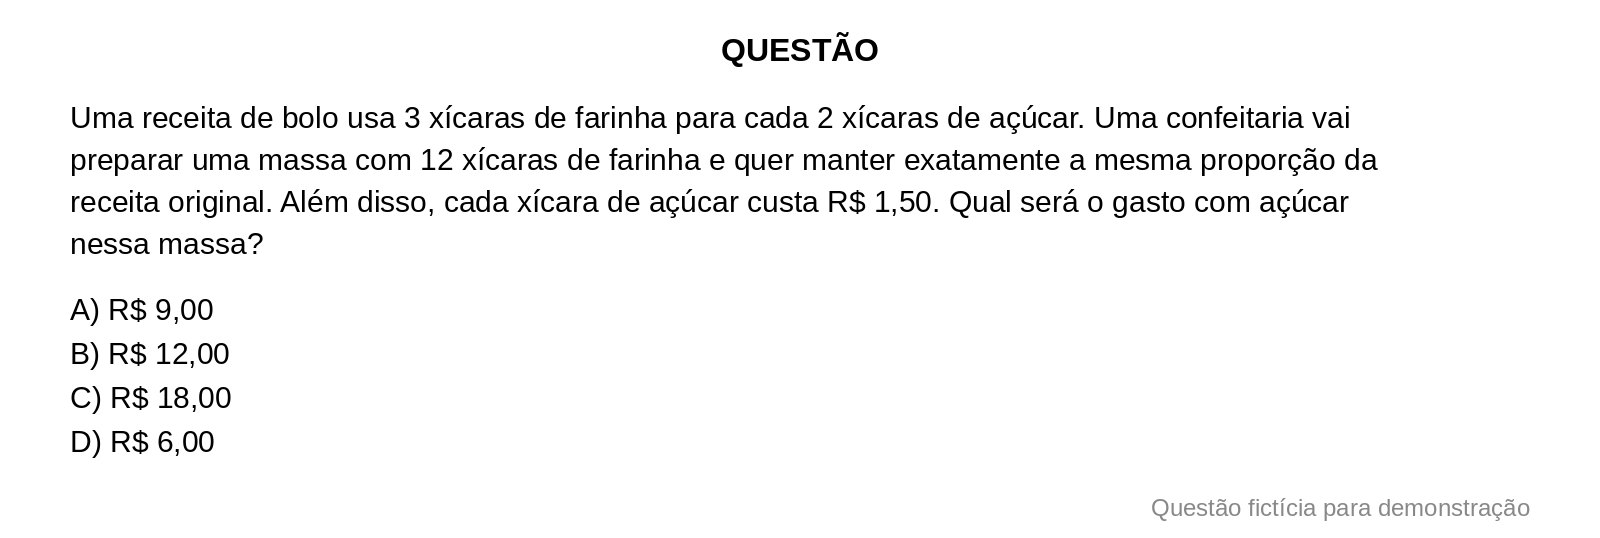 QUESTÃO
Uma receita de bolo usa 3 xícaras de farinha para cada 2 xícaras de açúcar. Uma confeitaria vai
preparar uma massa com 12 xícaras de farinha e quer manter exatamente a mesma proporção da
receita original. Além disso, cada xícara de açúcar custa R$ 1,50. Qual será o gasto com açúcar
nessa massa?
A) R$ 9,00
B) R$ 12,00
C) R$ 18,00
D) R$ 6,00
Questão fictícia para demonstração